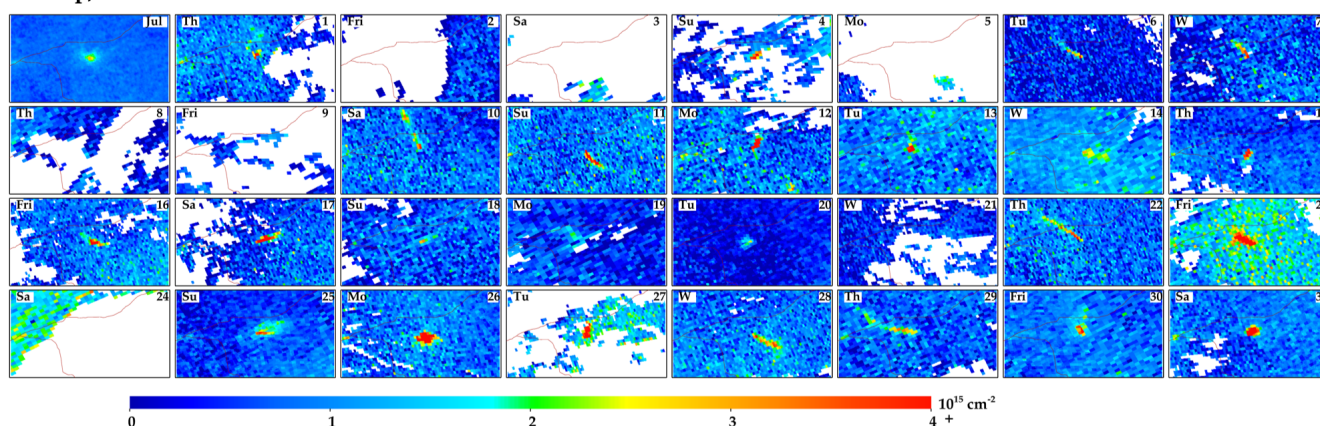 Jul Th 1 Fri 2 Sa 3 Su 4 Mo 5 Tu 6 W 7
Th 8 Fri 9 Sa 10 Su 11 Mo 12 Tu 13 W 14 Th
Fri 16 Sa 17 Su 18 Mo 19 Tu 20 W 21 Th 22 Fri
Sa 24 Su 25 Mo 26 Tu 27 W 28 Th 29 Fri 30 Sa
0 1 2 3 4 + 10¹⁵ cm⁻²